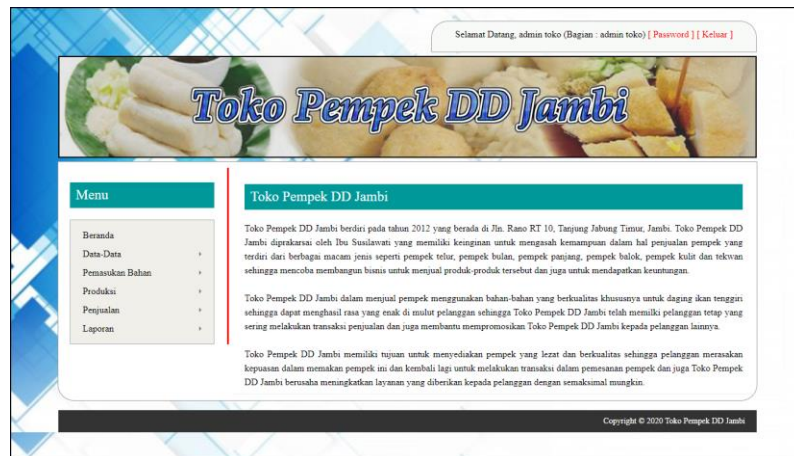 Selamat Datang, admin toko (Bagian : admin toko) [ Password ] [ Keluar ]
Toko Pempek DD Jambi
Menu
Beranda
Data-Data
Pemasukan Bahan
Produksi
Penjualan
Laporan
Toko Pempek DD Jambi
Toko Pempek DD Jambi berdiri pada tahun 2012 yang berada di Jln. Rano RT 10, Tanjung Jabung Timur, Jambi. Toko Pempek DD
Jambi diprakarsai oleh Ibu Susilawati yang memiliki keinginan untuk mengasah kemampuan dalam hal penjualan pempek yang
terdiri dari berbagai macam jenis seperti pempek telur, pempek bulan, pempek panjang, pempek balok, pempek kulit dan tekwan
sehingga mencoba membangun bisnis untuk menjual produk-produk tersebut dan juga untuk mendapatkan keuntungan.
Toko Pempek DD Jambi dalam menjual pempek menggunakan bahan-bahan yang berkualitas khususnya untuk daging ikan tenggiri
sehingga dapat menghasil rasa yang enak di mulut pelanggan sehingga Toko Pempek DD Jambi telah memilki pelanggan tetap yang
sering melakukan transaksi penjualan dan juga membantu mempromosikan Toko Pempek DD Jambi kepada pelanggan lainnya.
Toko Pempek DD Jambi memiliki tujuan untuk menyediakan pempek yang lezat dan berkualitas sehingga pelanggan merasakan
kepuasan dalam memakan pempek ini dan kembali lagi untuk melakukan transaksi dalam pemesanan pempek dan juga Toko Pempek
DD Jambi berusaha meningkatkan layanan yang diberikan kepada pelanggan dengan semaksimal mungkin.
Copyright © 2020 Toko Pempek DD Jambi